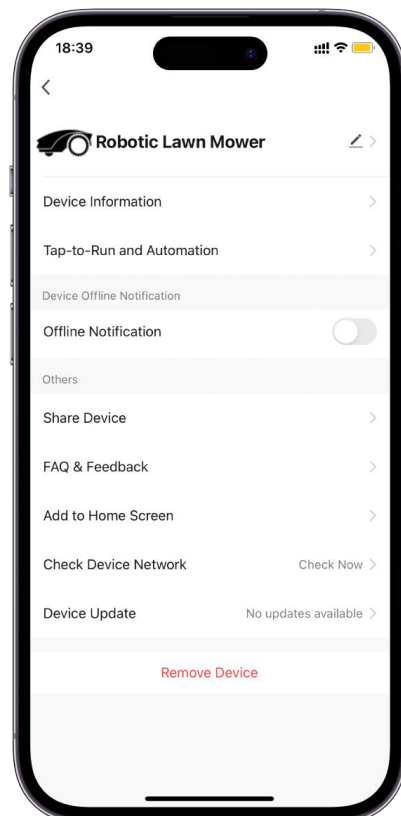 18:39
Robotic Lawn Mower
Device Information
Tap-to-Run and Automation
Device Offline Notification
Offline Notification
Others
Share Device
FAQ & Feedback
Add to Home Screen
Check Device Network Check Now
Device Update No updates available
Remove Device